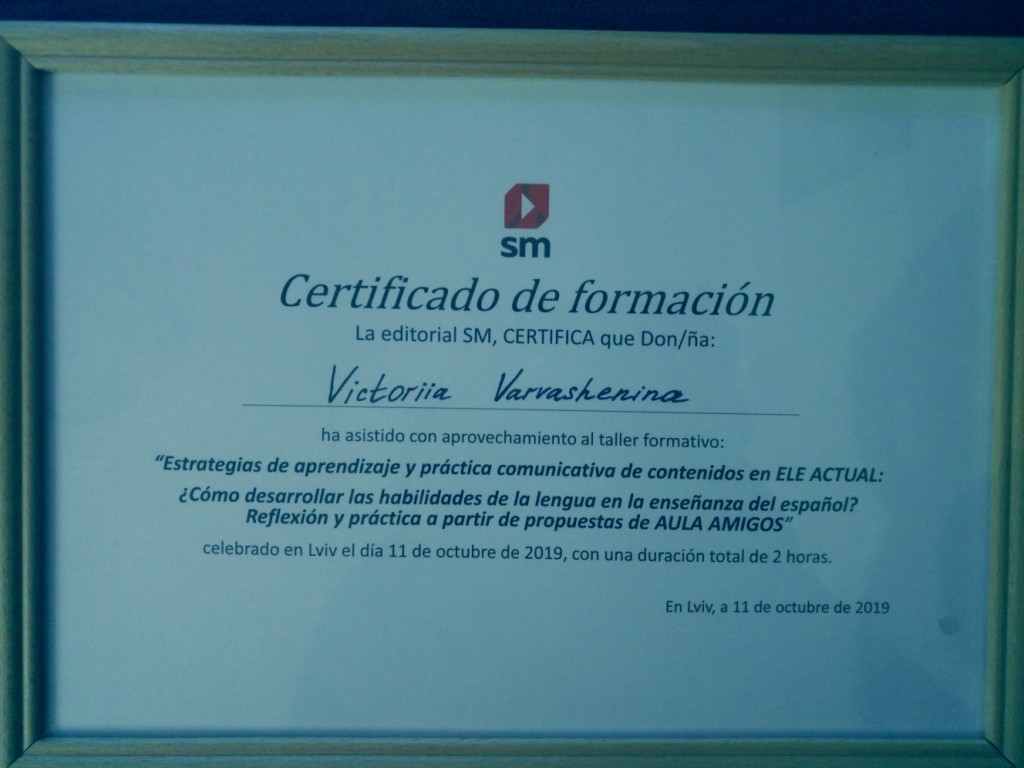 sm
Certificado de formación
La editorial SM, CERTIFICA que Don/ña:
Victoriia Varvashenina
ha asistido con aprovechamiento al taller formativo:
“Estrategias de aprendizaje y práctica comunicativa de contenidos en ELE ACTUAL:
¿Cómo desarrollar las habilidades de la lengua en la enseñanza del español?
Reflexión y práctica a partir de propuestas de AULA AMIGOS”
celebrado en Lviv el día 11 de octubre de 2019, con una duración total de 2 horas.
En Lviv, a 11 de octubre de 2019